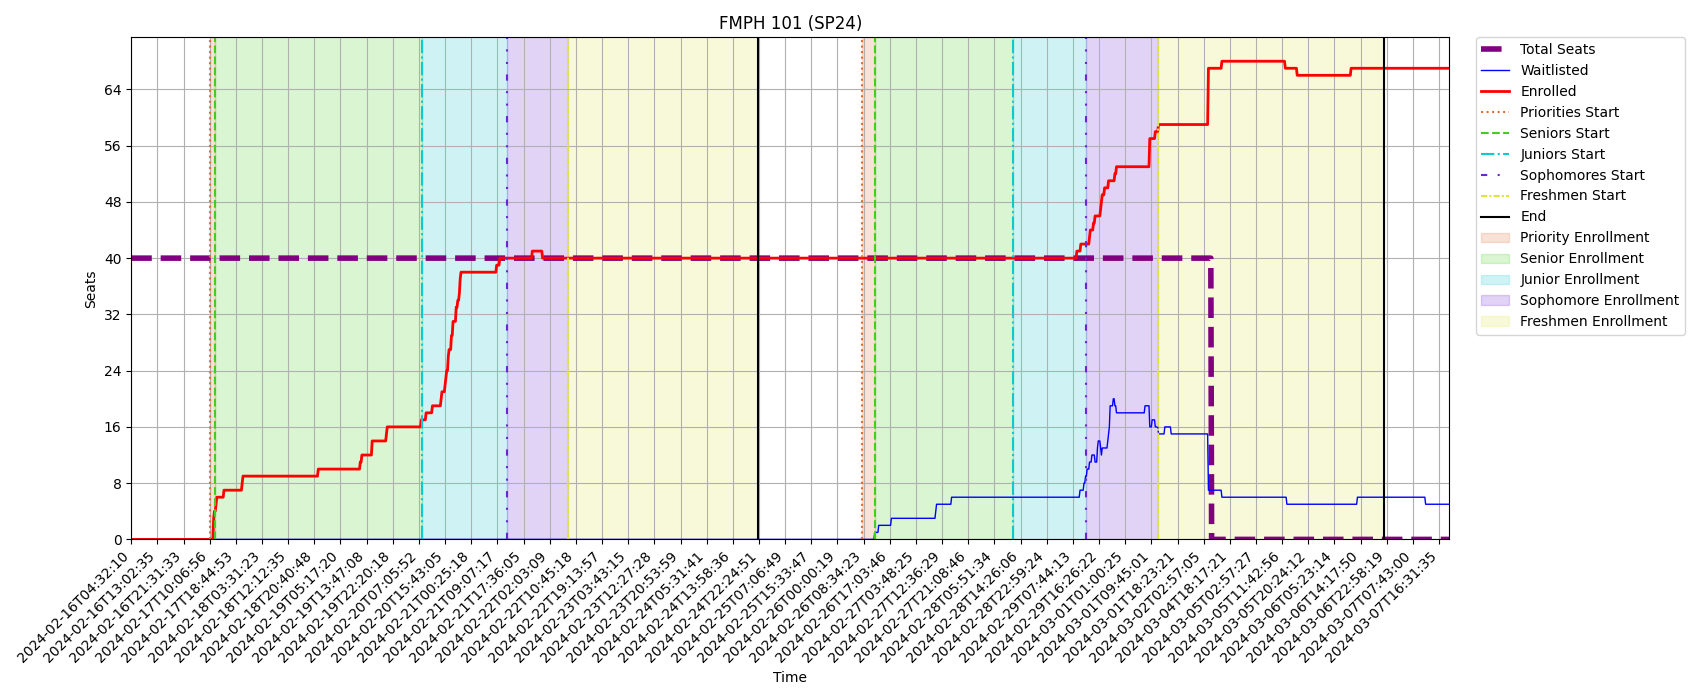 FMPH 101 (SP24)
Seats
64
56
48
40
32
24
16
8
0
2024-02-16T04:32:10
2024-02-16T13:02:35
2024-02-16T21:31:33
2024-02-17T10:06:56
2024-02-17T18:44:53
2024-02-18T03:31:23
2024-02-18T12:12:35
2024-02-18T20:40:48
2024-02-19T05:17:20
2024-02-19T13:47:08
2024-02-19T22:20:18
2024-02-20T07:05:52
2024-02-20T15:43:05
2024-02-21T00:25:18
2024-02-21T09:07:17
2024-02-21T17:36:05
2024-02-22T02:03:09
2024-02-22T10:45:18
2024-02-22T19:13:57
2024-02-23T03:43:15
2024-02-23T12:27:28
2024-02-23T20:53:59
2024-02-24T05:31:41
2024-02-24T13:58:36
2024-02-24T22:24:51
2024-02-25T07:06:49
2024-02-25T15:33:47
2024-02-26T00:00:19
2024-02-26T08:34:23
2024-02-26T17:03:46
2024-02-27T03:48:25
2024-02-27T12:36:29
2024-02-27T21:08:46
2024-02-28T05:51:34
2024-02-28T14:26:06
2024-02-28T22:59:24
2024-02-29T07:44:13
2024-02-29T16:26:22
2024-03-01T01:00:25
2024-03-01T09:45:01
2024-03-01T18:23:21
2024-03-02T02:57:05
2024-03-04T18:17:21
2024-03-05T02:57:27
2024-03-05T11:42:56
2024-03-05T20:24:12
2024-03-06T05:23:14
2024-03-06T14:17:50
2024-03-06T22:58:19
2024-03-07T07:43:00
2024-03-07T16:31:35
Time
Total Seats
Waitlisted
Enrolled
Priorities Start
Seniors Start
Juniors Start
Sophomores Start
Freshmen Start
End
Priority Enrollment
Senior Enrollment
Junior Enrollment
Sophomore Enrollment
Freshmen Enrollment